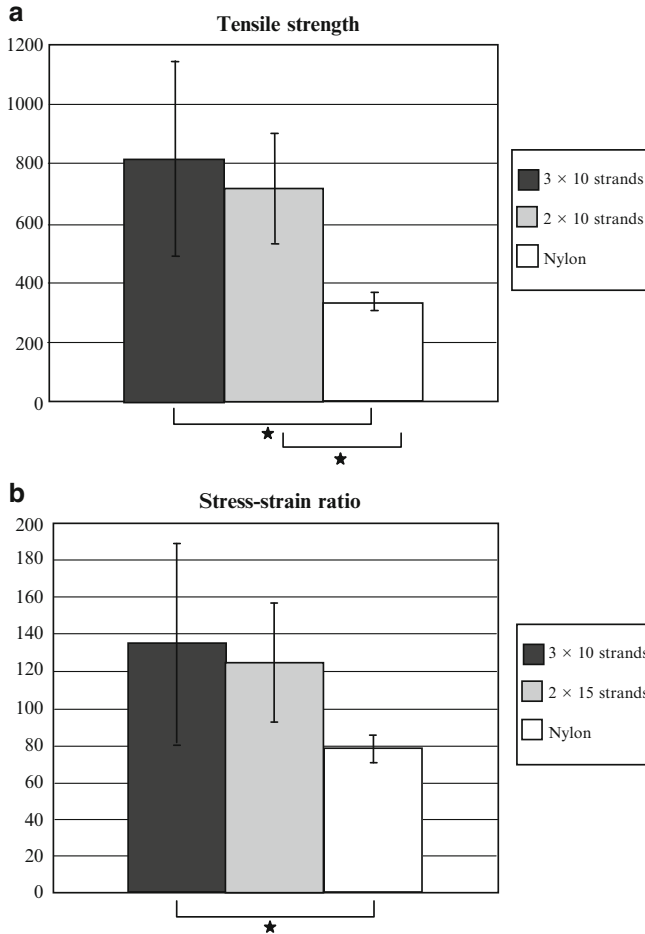 a
Tensile strength
1200
1000
800
600
400
200
0
3 × 10 strands
2 × 10 strands
Nylon
★
★
b
Stress-strain ratio
200
180
160
140
120
100
80
60
40
20
0
3 × 10 strands
2 × 15 strands
Nylon
★